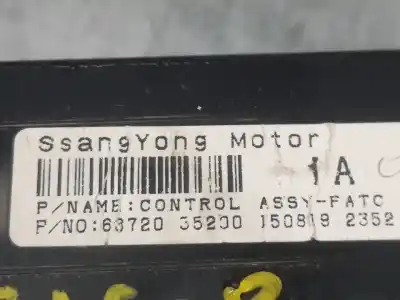 SsangYong Motor
1A
P/NAME:CONTROL ASSY-FATC
P/NO:68720 35200 150819 2352